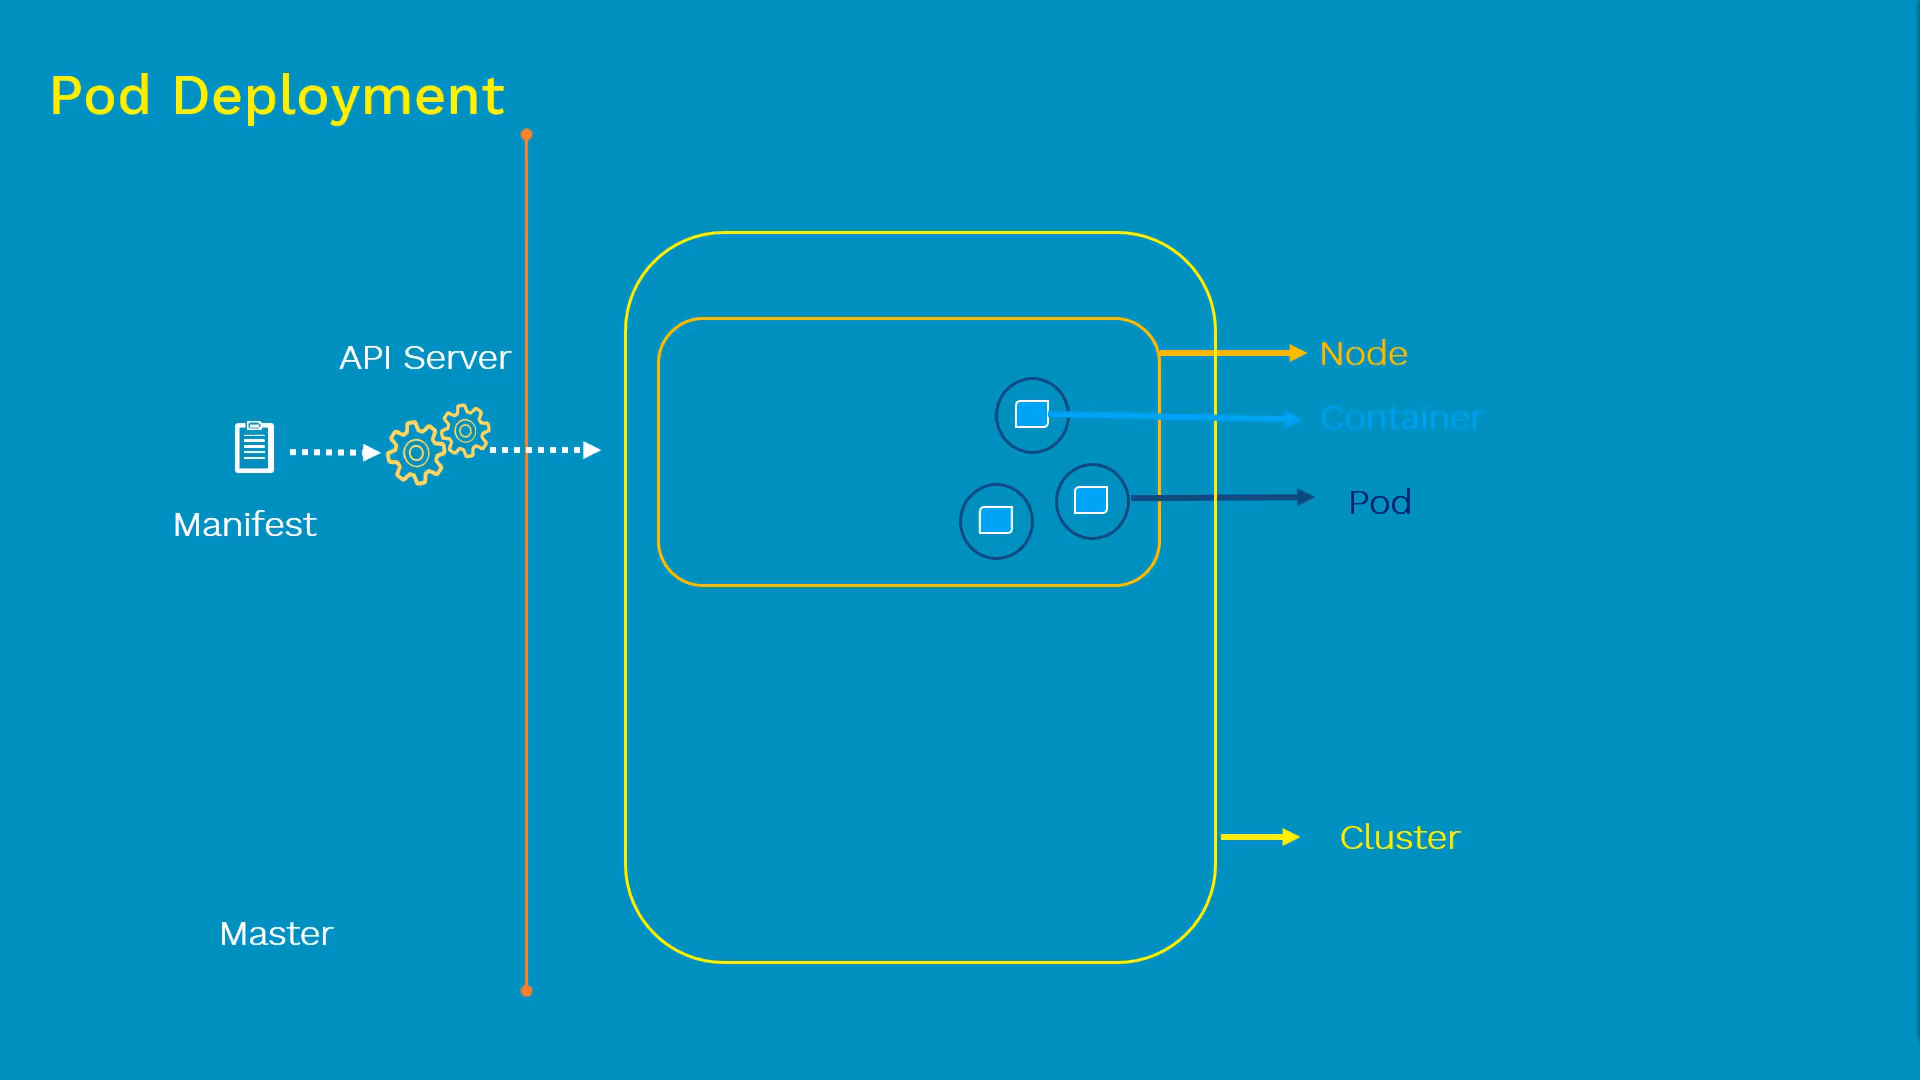 Pod Deployment
API Server
Manifest
Master
Node
Container
Pod
Cluster